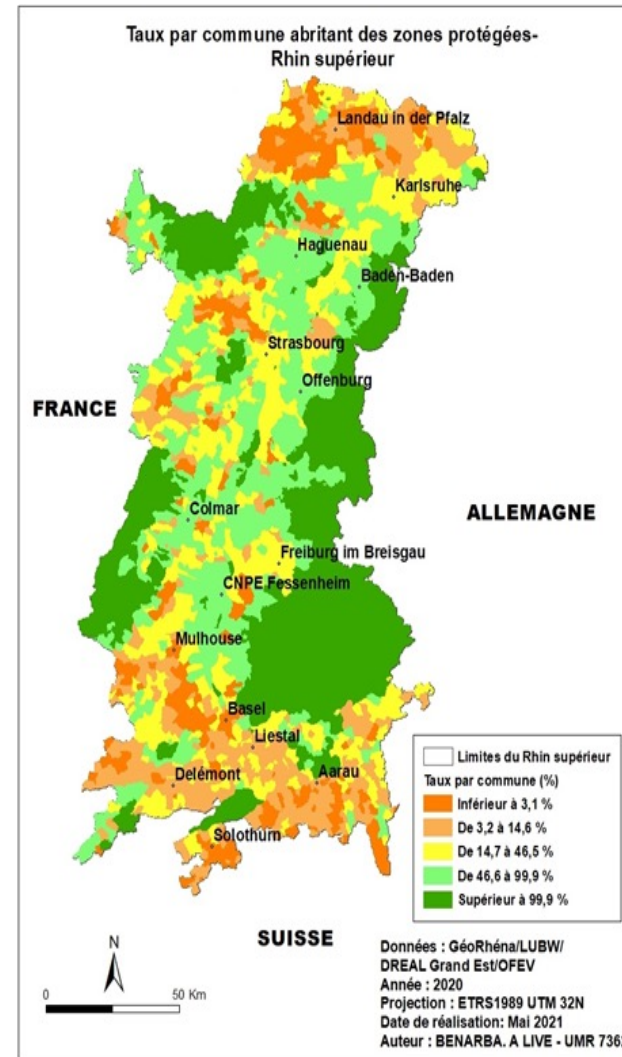 Taux par commune abritant des zones protégées-
Rhin supérieur
Landau in der Pfalz
Karlsruhe
Haguenau
Baden-Baden
Strasbourg
Offenburg
FRANCE
Colmar
ALLEMAGNE
Freiburg im Breisgau
CNPE Fessenheim
Mulhouse
Basel
Liestal
Delémont
Aarau
Solothurn
Limites du Rhin supérieur
Taux par commune (%)
Inférieur à 3,1 %
De 3,2 à 14,6 %
De 14,7 à 46,5 %
De 46,6 à 99,9 %
Supérieur à 99,9 %
SUISSE
N
0 50 Km
Données : GéoRhéna/LUBW/
DREAL Grand Est/OFEV
Année : 2020
Projection : ETRS1989 UTM 32N
Date de réalisation: Mai 2021
Auteur : BENARBA. A LIVE - UMR 7362